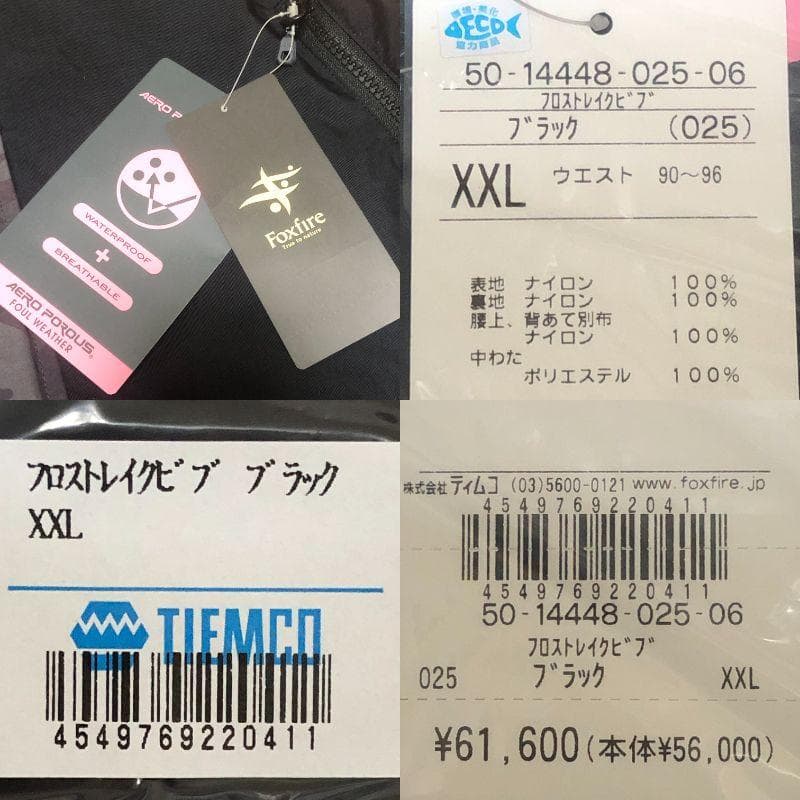 AERO P
WATERPROOF
+
BREATHABLE
AERO POROUS®
FOUL WEATHER
Foxfire
True to nature
環境・美化
DECO
協力商品
50-14448-025-06
フロストレイクビブ
ブラック (025)
XXL ウエスト 90～96
表地 ナイロン 100%
裏地 ナイロン 100%
腰上、背あて別布
ナイロン 100%
中わた
ポリエステル 100%
フロストレイクビブ ブラック
XXL
TIEMCO
4549769220411
株式会社ティムコ (03)5600-0121 www.foxfire.jp
4549769220411
4549769220411
50-14448-025-06
フロストレイクビブ
025 ブラック XXL
¥61,600(本体¥56,000)